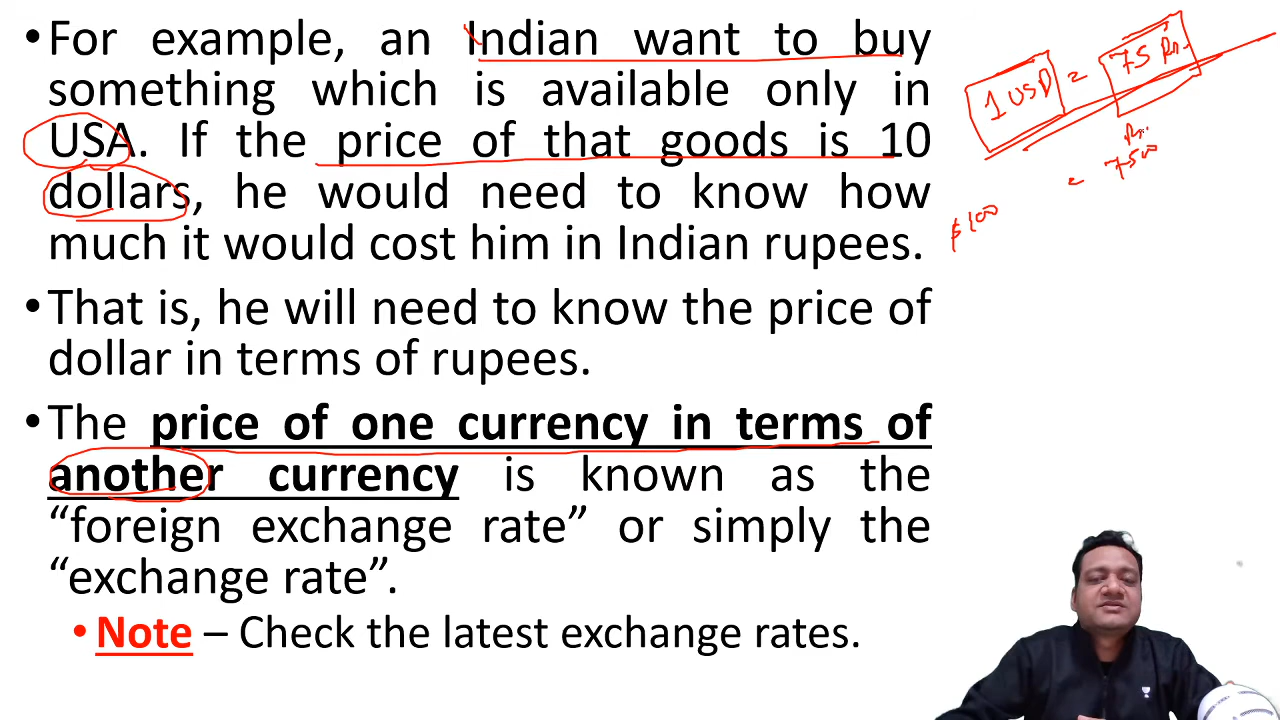 •For example, an Indian want to buy
something which is available only in
USA. If the price of that goods is 10
dollars, he would need to know how
much it would cost him in Indian rupees.
•That is, he will need to know the price of
dollar in terms of rupees.
•The price of one currency in terms of
another currency is known as the
“foreign exchange rate” or simply the
“exchange rate”.
•Note – Check the latest exchange rates.
1 USD = 75 Rs.
$100 = Rs. 7500